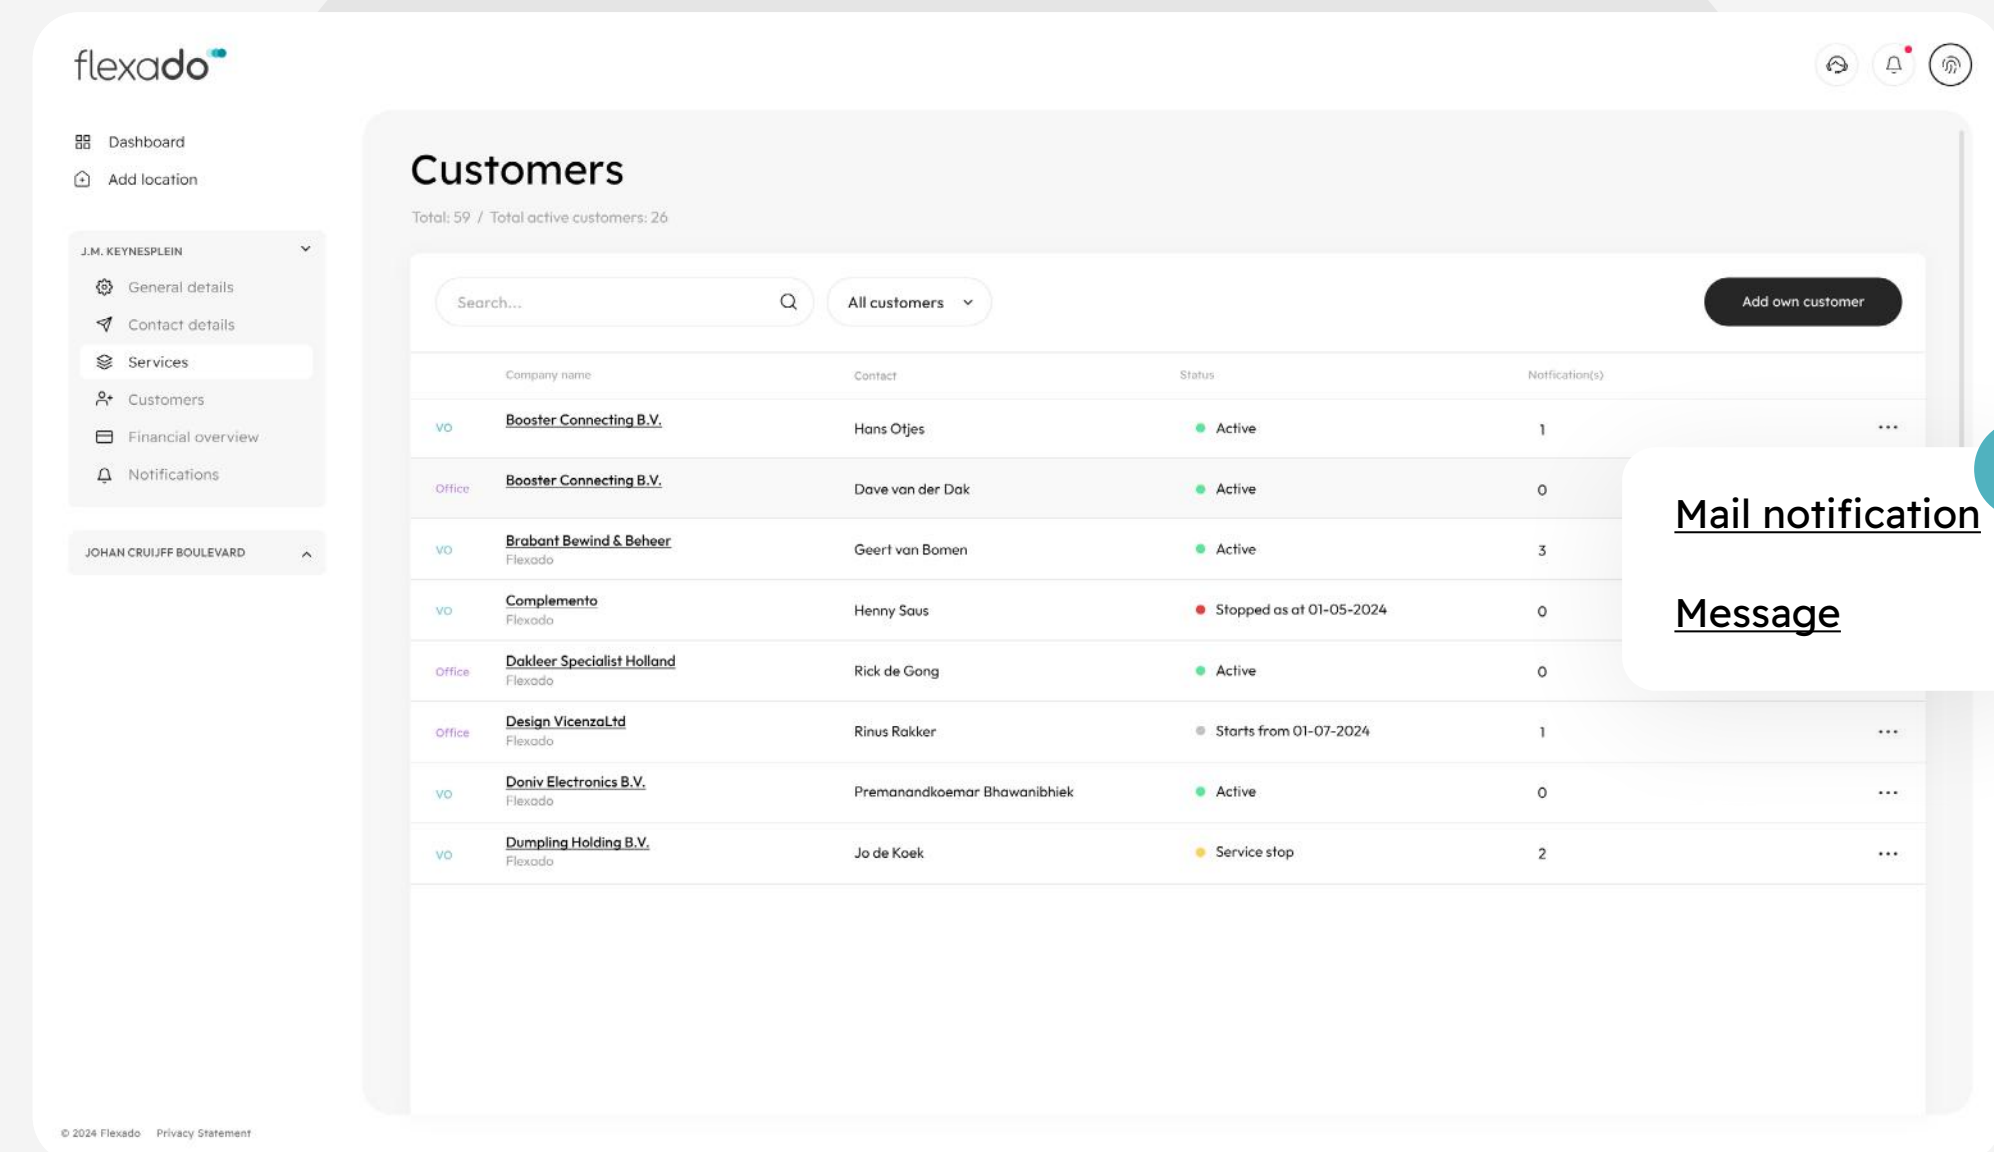 flexado
Dashboard
Add location
J.M. KEYNESPLEIN
General details
Contact details
Services
Customers
Financial overview
Notifications
JOHAN CRUIJFF BOULEVARD
Customers
Total: 59 / Total active customers: 26
Search...
All customers
Add own customer
Company name Contact Status Notfication(s)
VO Booster Connecting B.V. Hans Otjes Active 1 ...
Office Booster Connecting B.V. Dave van der Dak Active 0
VO Brabant Bewind & Beheer Geert van Bomen Active 3
Flexado
VO Complemento Henny Saus Stopped as at 01-05-2024 0
Flexado
Office Dakleer Specialist Holland Rick de Gong Active 0
Flexado
Office Design VicenzaLtd Rinus Rakker Starts from 01-07-2024 1 ...
Flexado
VO Doniv Electronics B.V. Premanandkoemar Bhawanibhiek Active 0 ...
Flexado
VO Dumpling Holding B.V. Jo de Koek Service stop 2 ...
Flexado
Mail notification
Message
© 2024 Flexado Privacy Statement